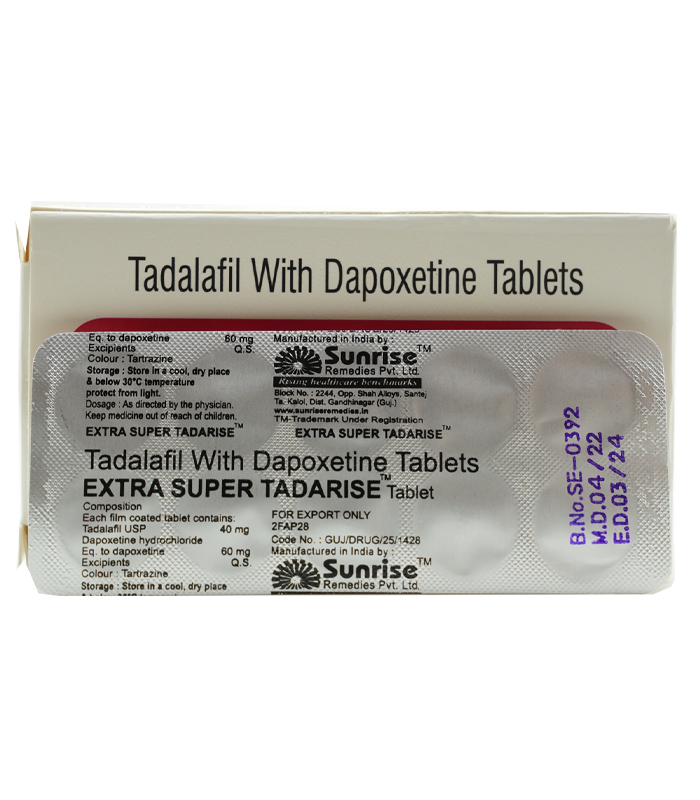 Tadalafil With Dapoxetine Tablets
Eq. to dapoxetine 60 mg
Excipients Q.S.
Colour : Tartrazine
Storage : Store in a cool, dry place
& below 30°C temperature
protect from light.
Dosage : As directed by the physician.
Keep medicine out of reach of children.
EXTRA SUPER TADARISE™
Manufactured in India by :
Sunrise™
Remedies Pvt. Ltd.
Rising healthcare benchmarks
Block No. : 2244, Opp. Shah Alloys, Santej
Ta. Kalol, Dist. Gandhinagar (Guj.)
www.sunriseremedies.in
TM-Trademark Under Registration
EXTRA SUPER TADARISE™
Tadalafil With Dapoxetine Tablets
EXTRA SUPER TADARISE™ Tablet
Composition
Each film coated tablet contains:
Tadalafil USP 40 mg
Dapoxetine hydrochloride
Eq. to dapoxetine 60 mg
Excipients Q.S.
Colour : Tartrazine
Storage : Store in a cool, dry place
FOR EXPORT ONLY
2FAP28
Code No. : GUJ/DRUG/25/1428
Manufactured in India by :
Sunrise™
Remedies Pvt. Ltd.
B.No.SE-0392
M.D.04/22
E.D.03/24